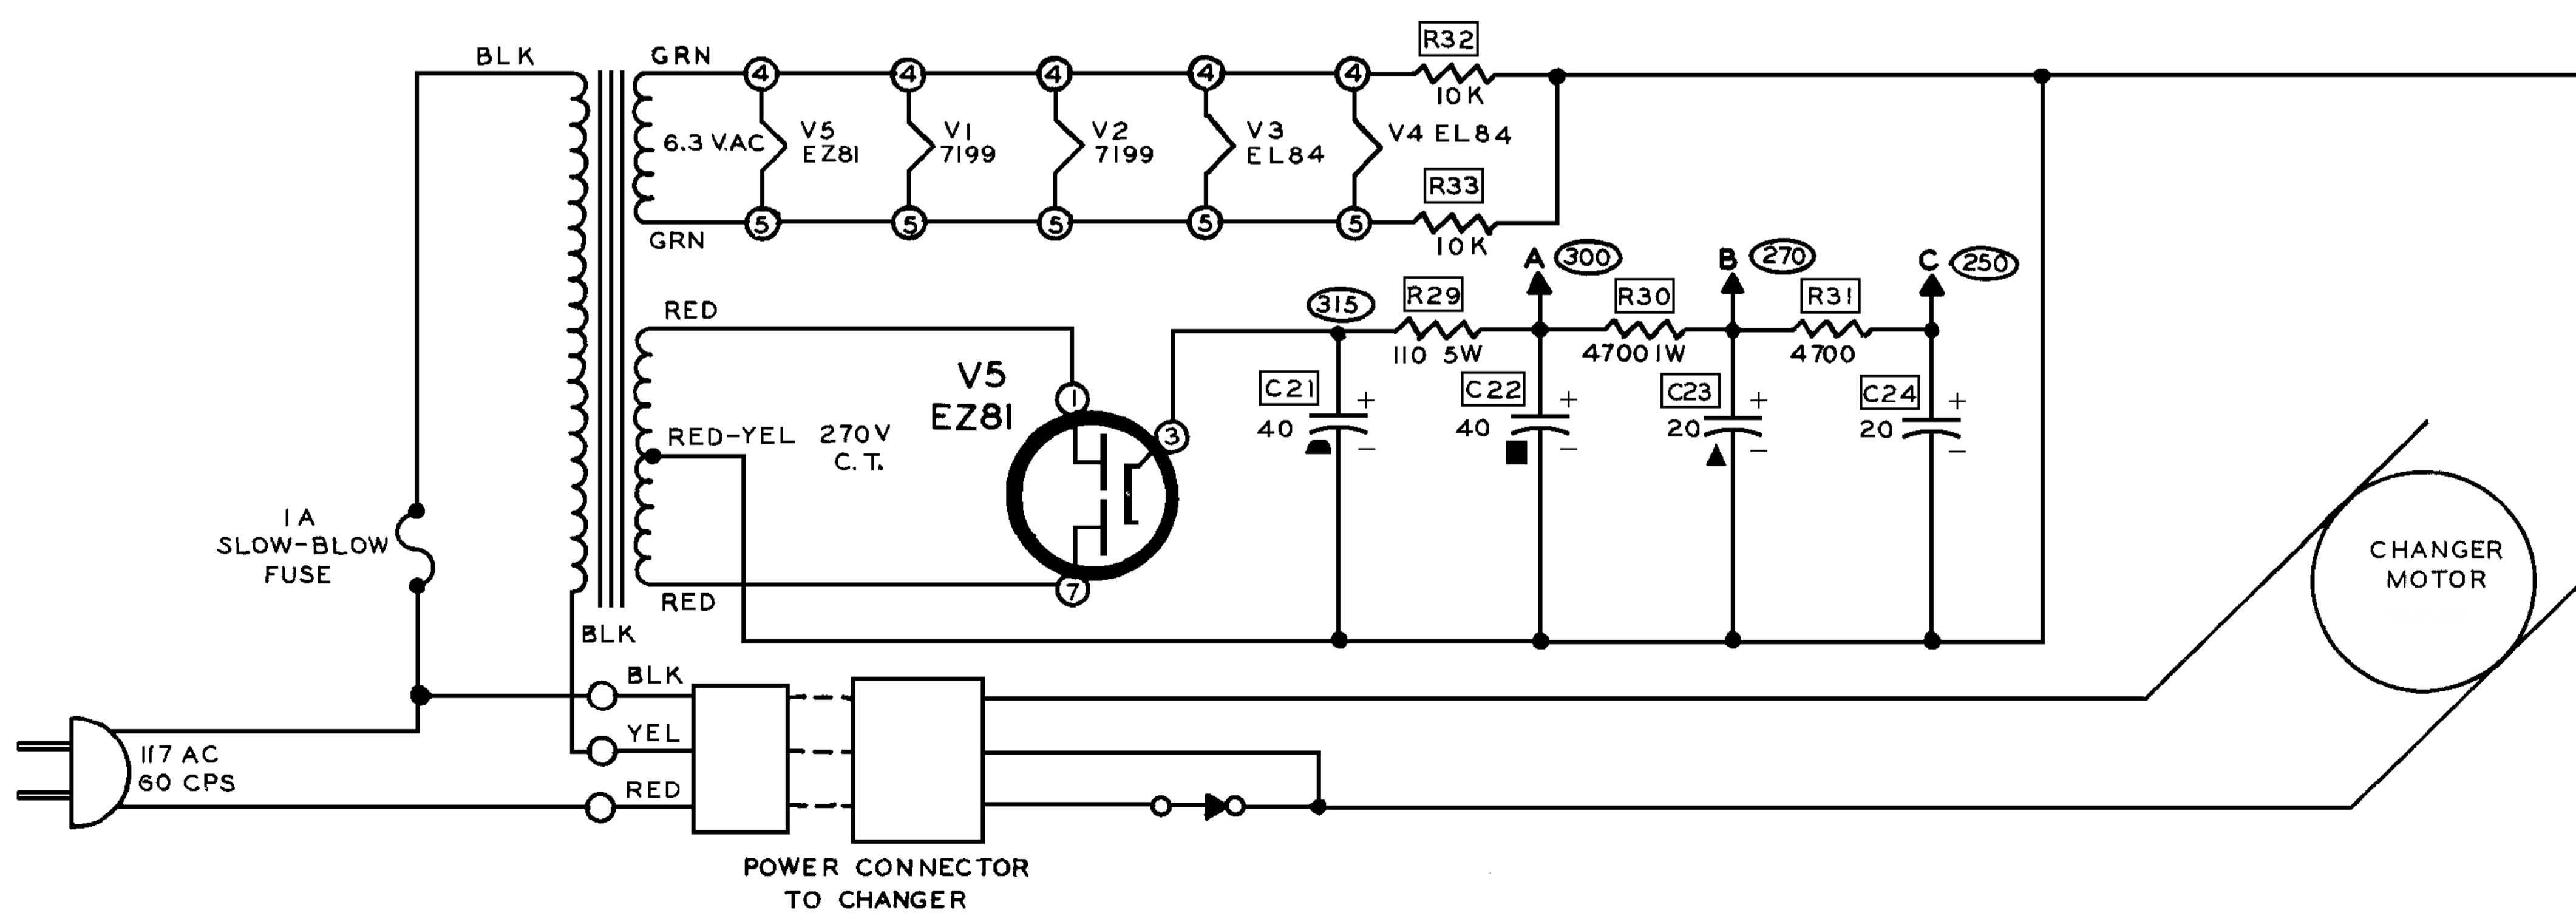 BLK
GRN
R32
4
4
4
4
4
10K
6.3 V.AC
V5
EZ81
V1
7199
V2
7199
V3
EL84
V4 EL84
R33
5
5
5
5
5
10K
GRN
A 300
B 270
C 250
RED
315
R29
R30
R31
110 5W
4700 1W
4700
V5
EZ81
1
3
7
RED-YEL
270V
C.T.
C21
+
40
-
C22
+
40
-
C23
+
20
-
C24
+
20
-
1A
SLOW-BLOW
FUSE
RED
BLK
CHANGER
MOTOR
BLK
YEL
RED
117 AC
60 CPS
POWER CONNECTOR
TO CHANGER